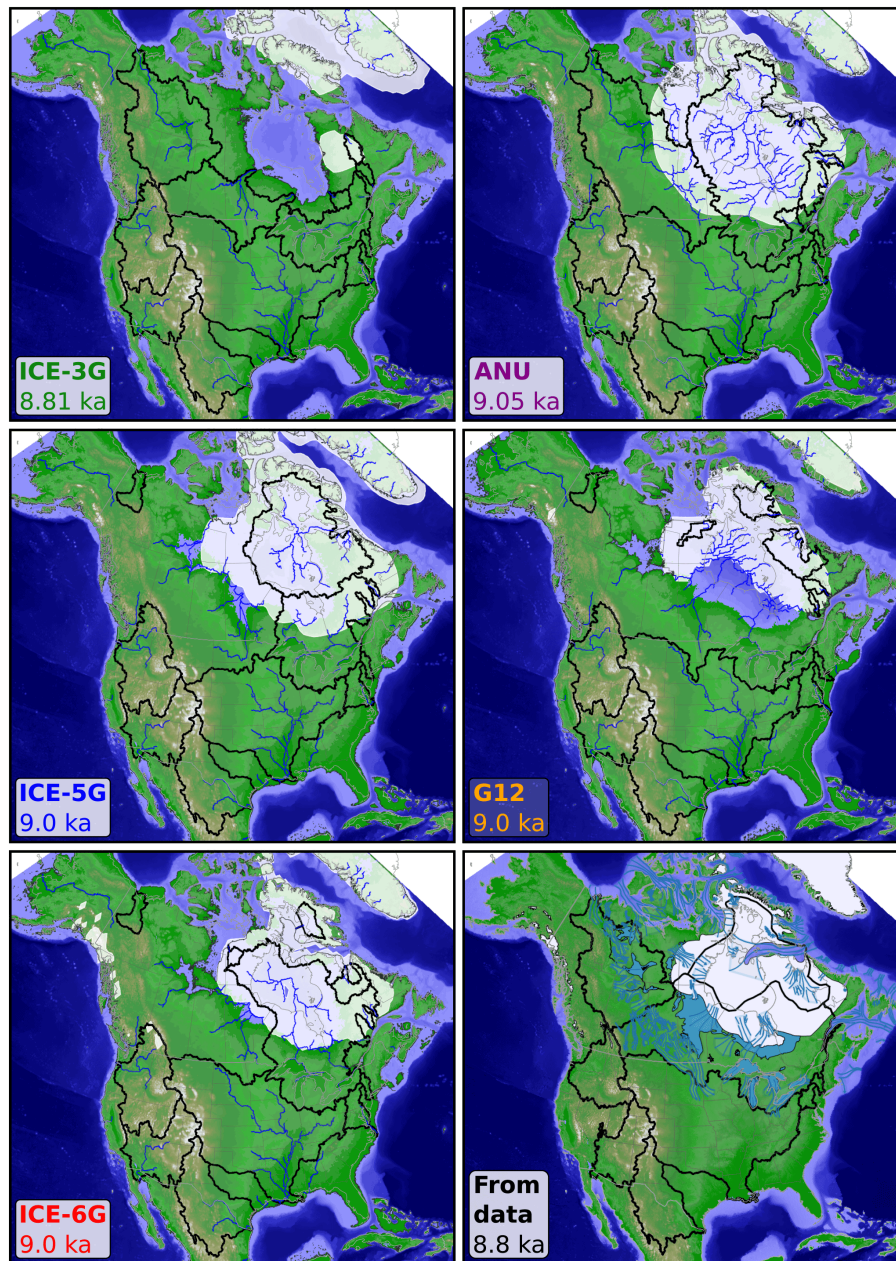 ICE-3G
8.81 ka
ANU
9.05 ka
ICE-5G
9.0 ka
G12
9.0 ka
ICE-6G
9.0 ka
From
data
8.8 ka